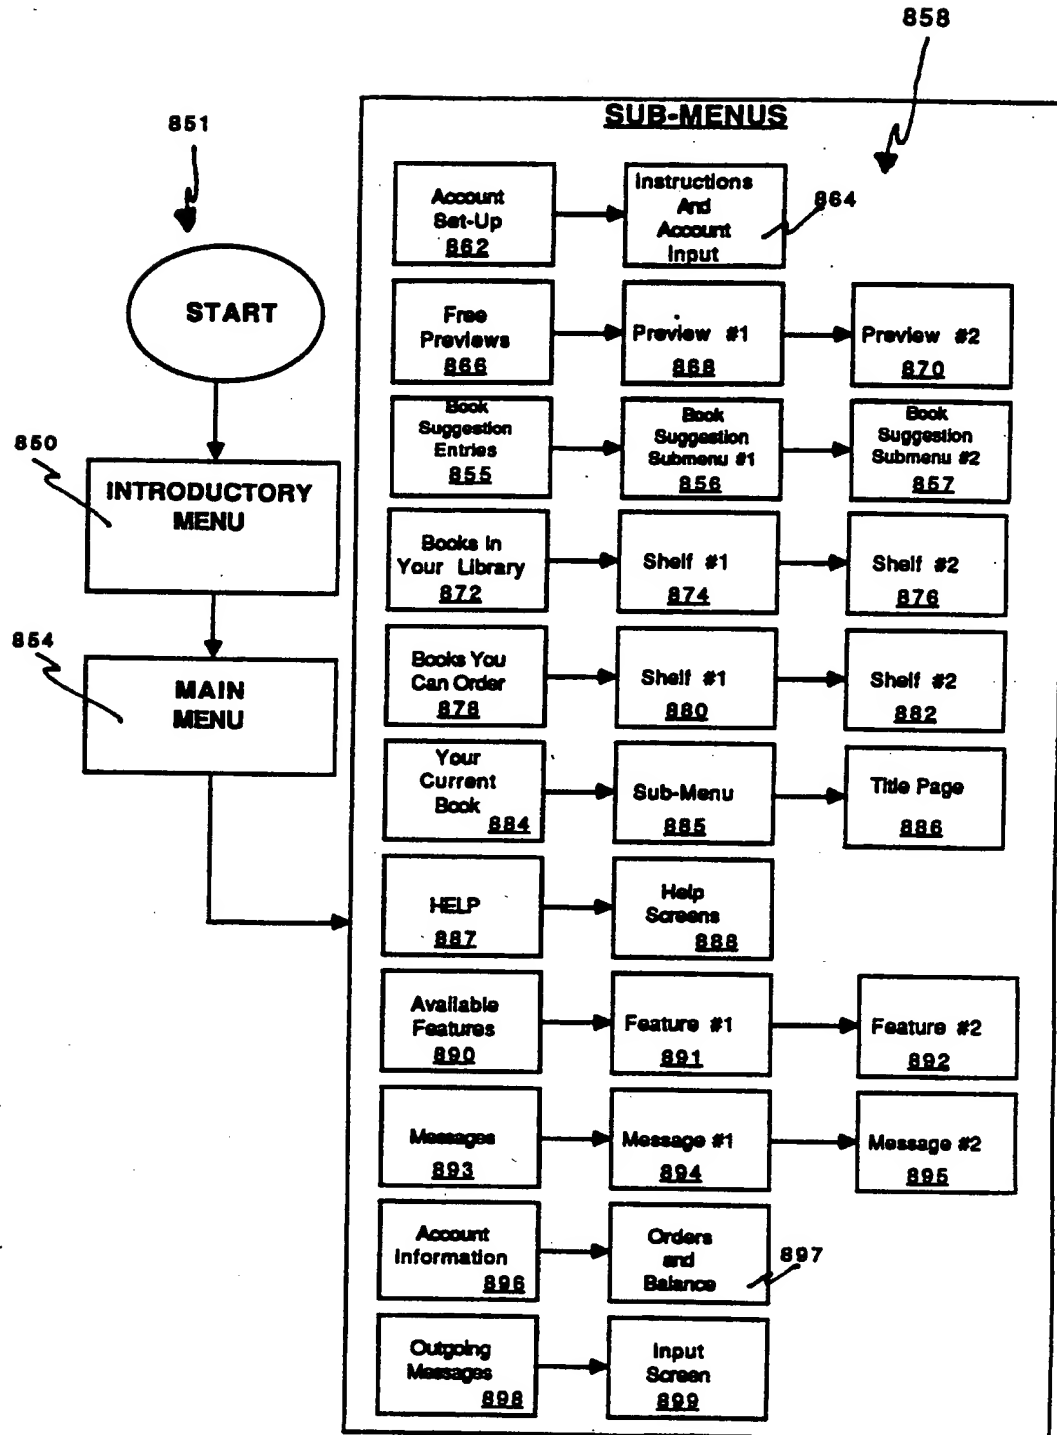 858
851
SUB-MENUS
START
850
INTRODUCTORY
MENU
854
MAIN
MENU
Account
Set-Up
862
Instructions
And
Account
Input
864
Free
Previews
866
Preview #1
868
Preview #2
870
Book
Suggestion
Entries
855
Book
Suggestion
Submenu #1
856
Book
Suggestion
Submenu #2
857
Books In
Your Library
872
Shelf #1
874
Shelf #2
876
Books You
Can Order
878
Shelf #1
880
Shelf #2
882
Your
Current
Book
884
Sub-Menu
885
Title Page
886
HELP
887
Help
Screens
888
Available
Features
890
Feature #1
891
Feature #2
892
Messages
893
Message #1
894
Message #2
895
Account
Information
896
Orders
and
Balance
897
Outgoing
Messages
898
Input
Screen
899